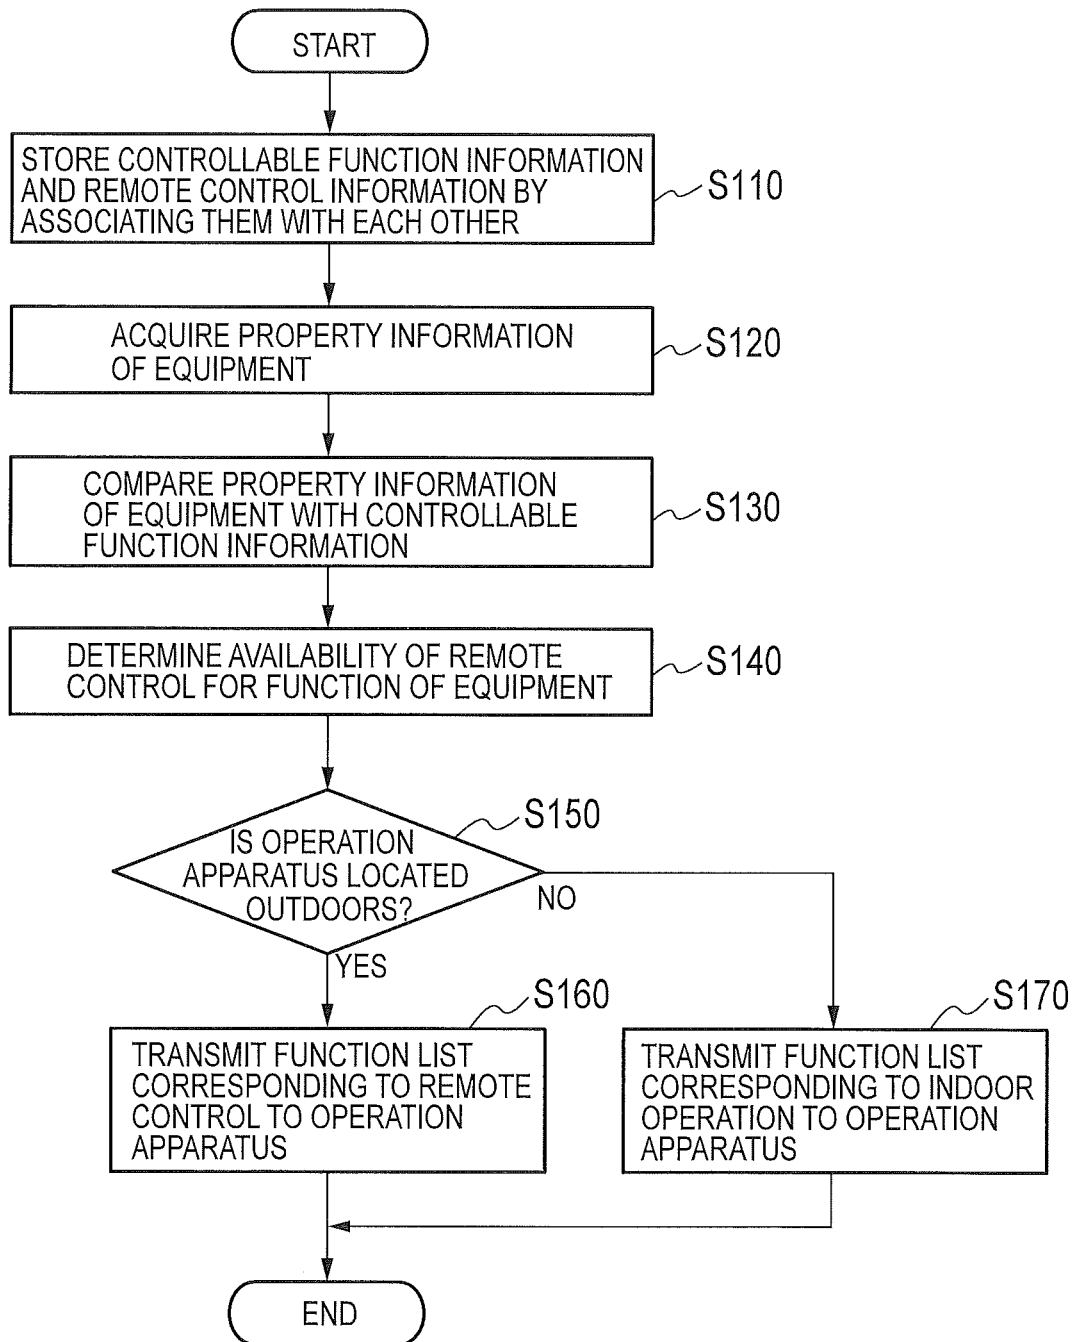 START
STORE CONTROLLABLE FUNCTION INFORMATION
AND REMOTE CONTROL INFORMATION BY
ASSOCIATING THEM WITH EACH OTHER
S110
ACQUIRE PROPERTY INFORMATION
OF EQUIPMENT
S120
COMPARE PROPERTY INFORMATION
OF EQUIPMENT WITH CONTROLLABLE
FUNCTION INFORMATION
S130
DETERMINE AVAILABILITY OF REMOTE
CONTROL FOR FUNCTION OF EQUIPMENT
S140
S150
IS OPERATION
APPARATUS LOCATED
OUTDOORS?
NO
YES
S160
TRANSMIT FUNCTION LIST
CORRESPONDING TO REMOTE
CONTROL TO OPERATION
APPARATUS
S170
TRANSMIT FUNCTION LIST
CORRESPONDING TO INDOOR
OPERATION TO OPERATION
APPARATUS
END